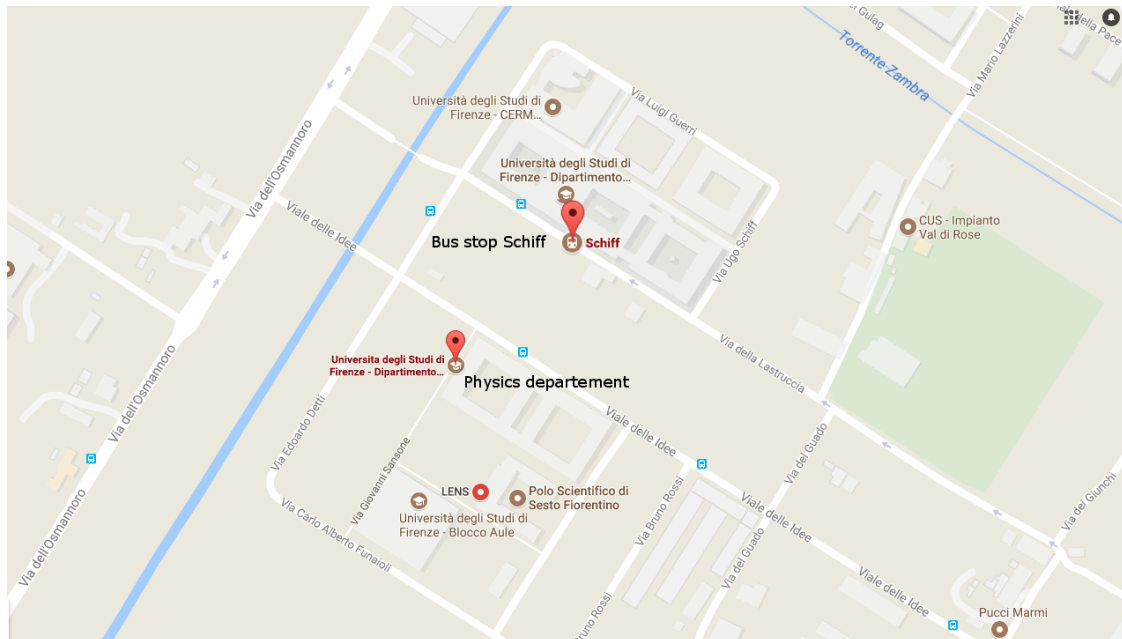 del Gulag
Via della Pace
Torrente Zambra
Via Mario Lazzerini
Via dell'Osmannoro
Università degli Studi di
Firenze - CERM...
Via Luigi Guerri
Università degli Studi di
Firenze - Dipartimento...
Viale delle Idee
CUS - Impianto
Val di Rose
Bus stop Schiff
Schiff
Via Ugo Schiff
Universita degli Studi di
Firenze - Dipartimento...
Physics departement
Via della Lastruccia
Via dell'Osmannoro
Via Edoardo Detti
Viale delle Idee
Via del Guado
Via Giovanni Sansone
LENS
Polo Scientifico di
Sesto Fiorentino
Università degli Studi di
Firenze - Blocco Aule
Via Bruno Rossi
Viale delle Idee
Via dei Giunchi
Via Carlo Alberto Funaioli
Via dell'Osmannoro
Via del Guado
Viale delle Idee
Bruno Rossi
Pucci Marmi